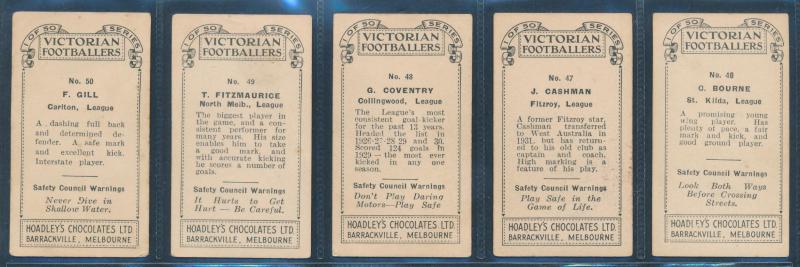 1 OF 50 SERIES
VICTORIAN
FOOTBALLERS
No. 50
F. GILL
Carlton, League
A dashing full back
and determined de-
fender. A safe mark
and excellent kick.
Interstate player.
Safety Council Warnings
Never Dive in
Shallow Water.
HOADLEY'S CHOCOLATES LTD.
BARRACKVILLE, MELBOURNE
1 OF 50 SERIES
VICTORIAN
FOOTBALLERS
No. 49
T. FITZMAURICE
North Melb., League
The biggest player in
the game, and a con-
sistent performer for
many years. His size
enables him to take
a good mark, and
with accurate kicking
he scores a number of
goals.
Safety Council Warnings
It Hurts to Get
Hurt — Be Careful.
HOADLEY'S CHOCOLATES LTD.
BARRACKVILLE, MELBOURNE
1 OF 50 SERIES
VICTORIAN
FOOTBALLERS
No. 48
G. COVENTRY
Collingwood, League
The League's most
consistent goal-kicker
for the past 12 years.
Headed the list in
1926-27-28 29 and 30.
Scored 124 goals in
1929 — the most ever
kicked in any one
season.
Safety Council Warnings
Don't Play Daring
Motors—Play Safe
HOADLEY'S CHOCOLATES LTD.
BARRACKVILLE, MELBOURNE
1 OF 50 SERIES
VICTORIAN
FOOTBALLERS
No. 47
J. CASHMAN
Fitzroy, League
A former Fitzroy star,
Cashman transferred
to West Australia in
1931, but has return-
ed to his old club as
captain and coach.
High marking is a
feature of his play.
Safety Council Warnings
Play Safe in the
Game of Life.
HOADLEY'S CHOCOLATES LTD.
BARRACKVILLE, MELBOURNE
1 OF 50 SERIES
VICTORIAN
FOOTBALLERS
No. 46
C. BOURNE
St. Kilda, League
A promising young
wing player. Has
plenty of pace, a fair
mark and kick, and
good ground player.
Safety Council Warnings
Look Both Ways
Before Crossing
Streets.
HOADLEY'S CHOCOLATES LTD.
BARRACKVILLE, MELBOURNE